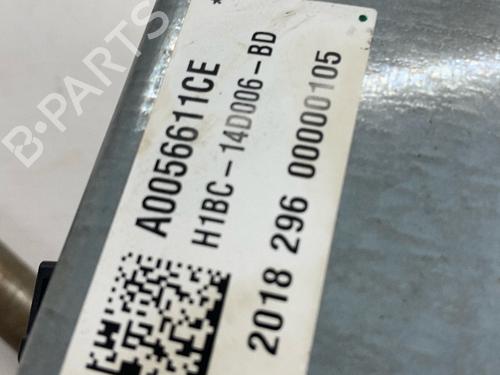 B-PARTS
*
A0056611CE
H1BC-14D006-BD
2018 296 00000105